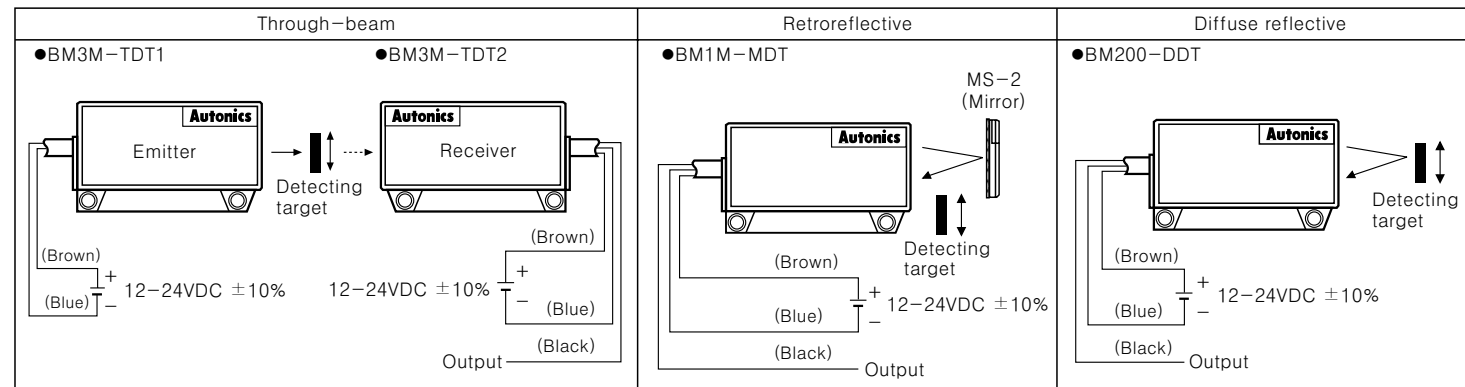 Through-beam
●BM3M-TDT1
●BM3M-TDT2
Autonics
Emitter
Autonics
Receiver
Detecting
target
(Brown)
+
(Blue)
−
12-24VDC ±10%
(Brown)
12-24VDC ±10%
+
−
(Blue)
(Black)
Output
Retroreflective
●BM1M-MDT
MS-2
(Mirror)
Autonics
Detecting
target
(Brown)
+
12-24VDC ±10%
(Blue)
−
(Black)
Output
Diffuse reflective
●BM200-DDT
Autonics
Detecting
target
(Brown)
+
12-24VDC ±10%
(Blue)
−
(Black)
Output